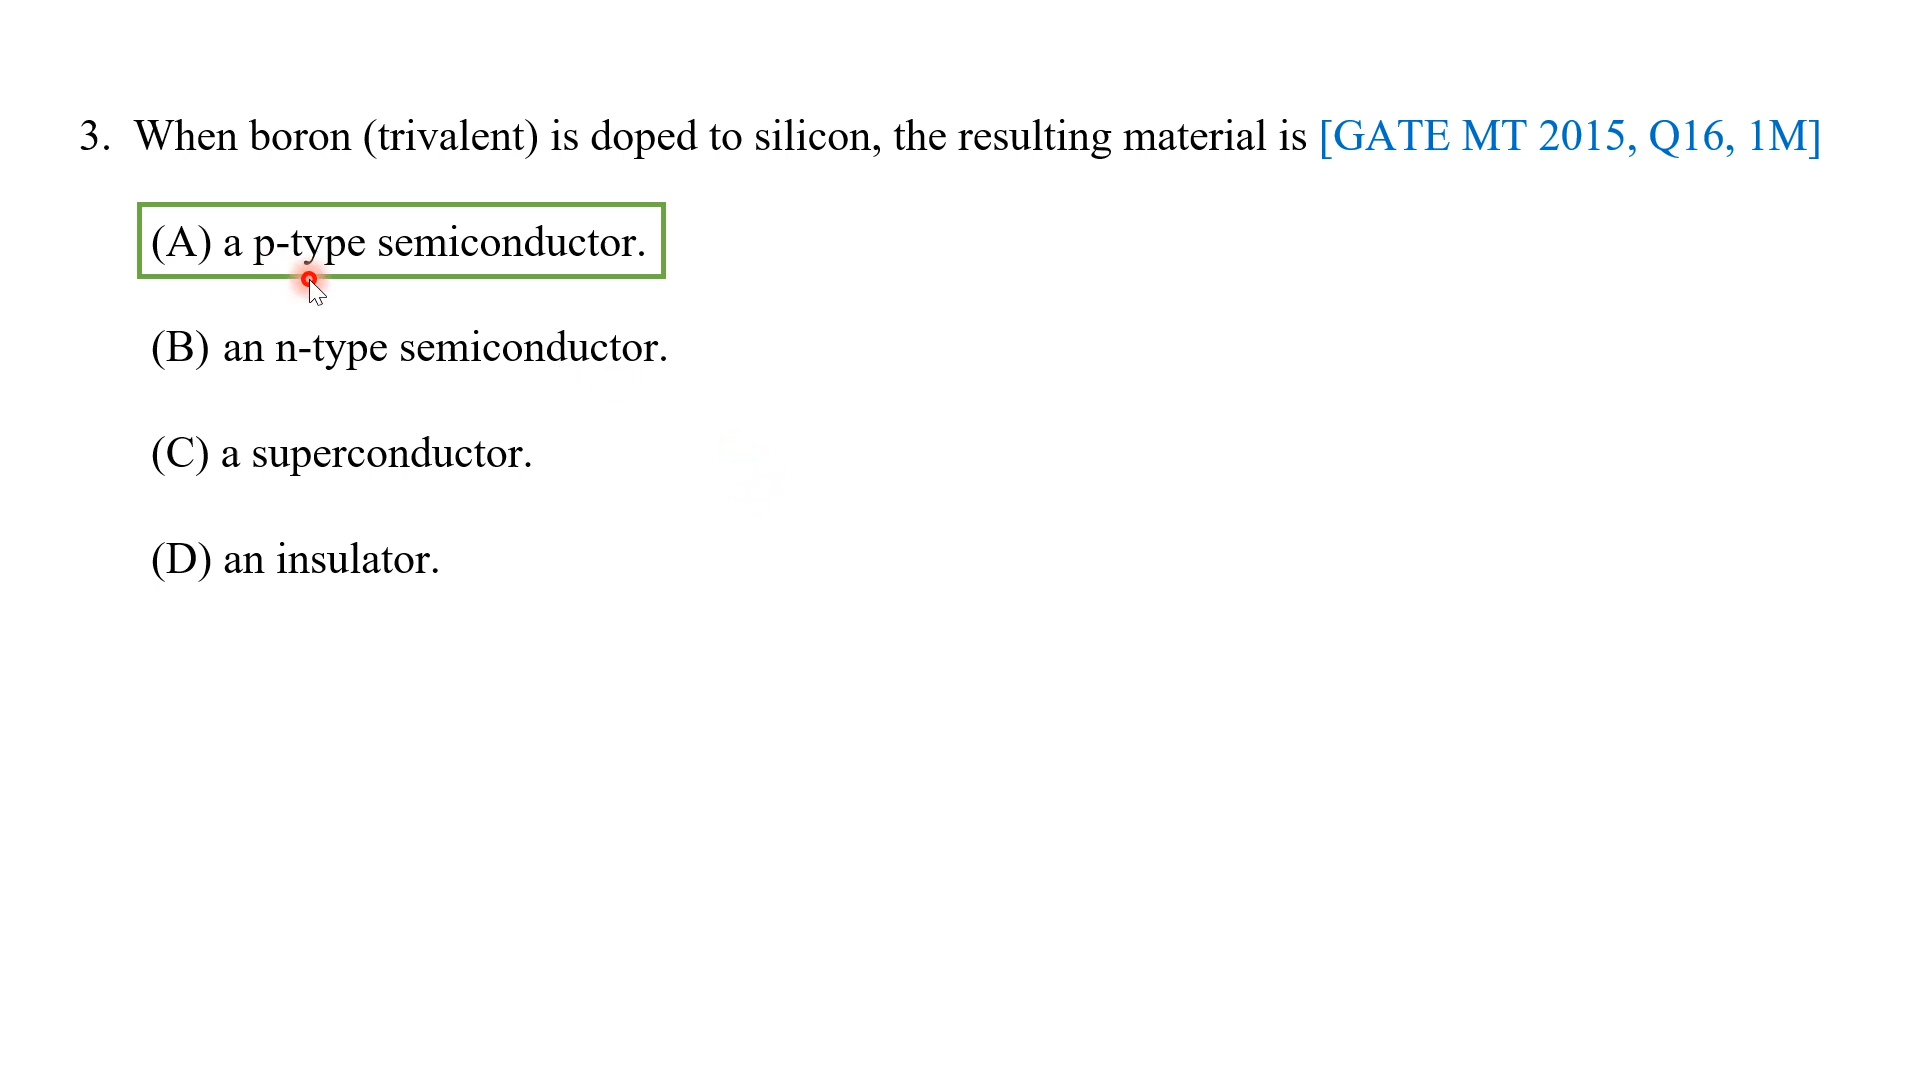 3. When boron (trivalent) is doped to silicon, the resulting material is [GATE MT 2015, Q16, 1M]
(A) a p-type semiconductor.
(B) an n-type semiconductor.
(C) a superconductor.
(D) an insulator.